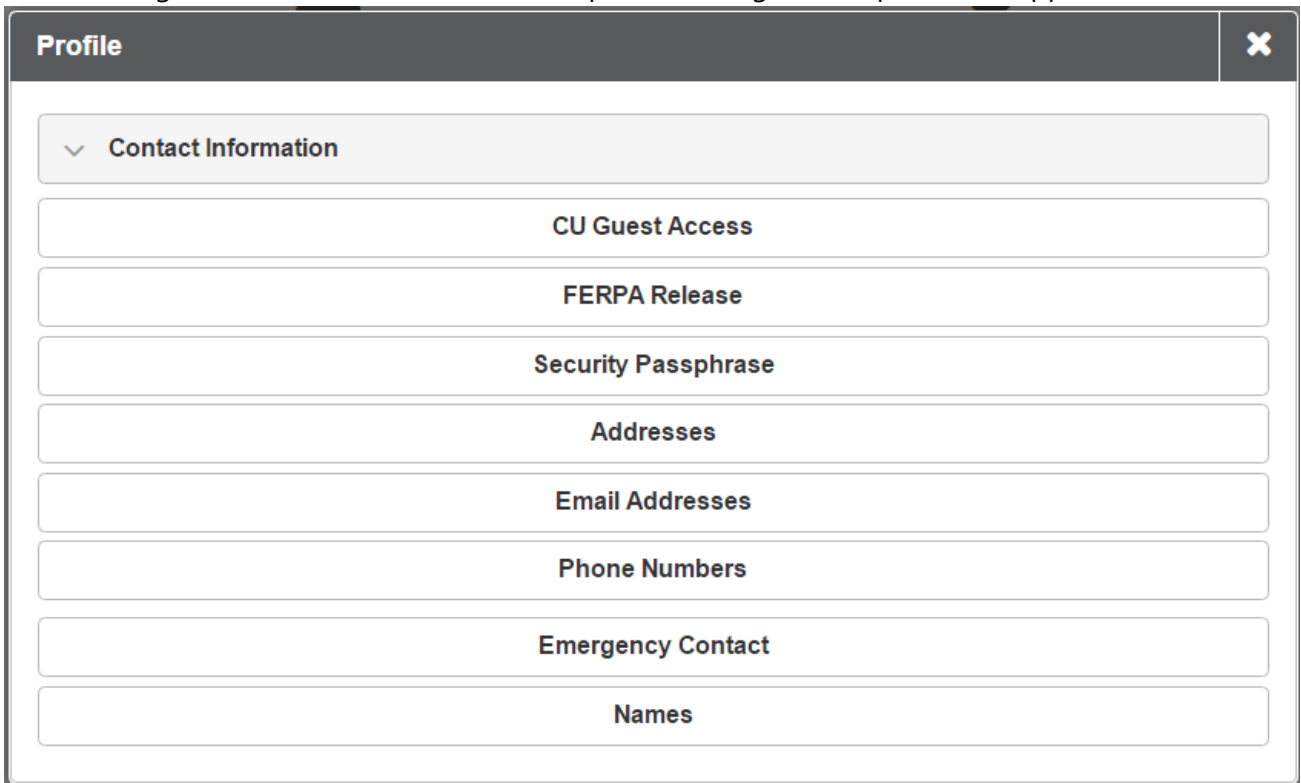 Profile
Contact Information
CU Guest Access
FERPA Release
Security Passphrase
Addresses
Email Addresses
Phone Numbers
Emergency Contact
Names